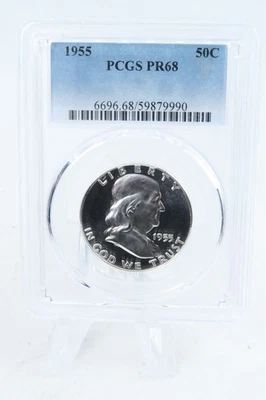 1955 50C
PCGS PR68
6696.68/59879990
LIBERTY
1955
IN GOD WE TRUST